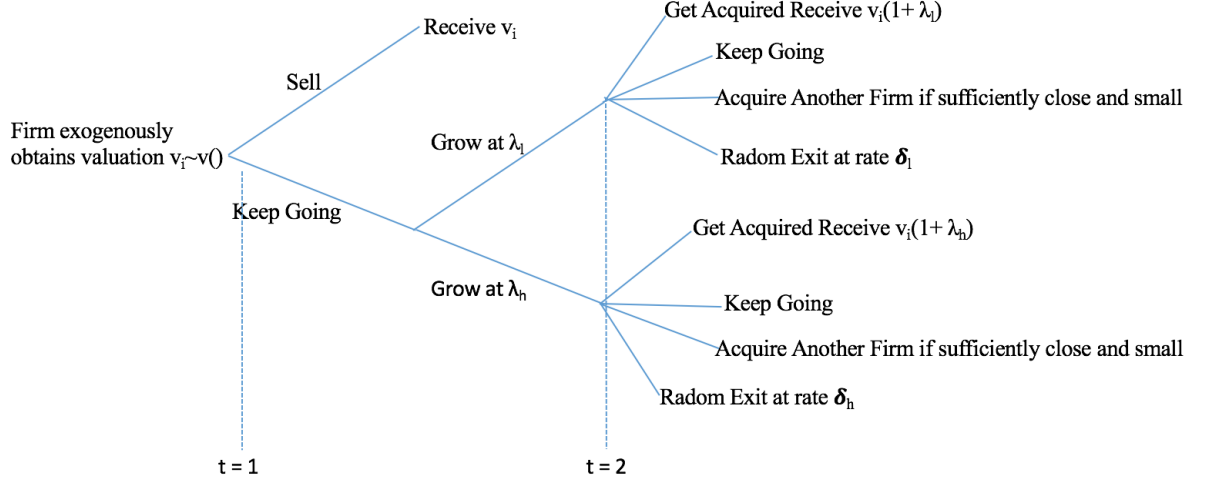 Get Acquired Receive vᵢ(1+ λₗ)
Receive vᵢ
Keep Going
Sell
Acquire Another Firm if sufficiently close and small
Firm exogenously
obtains valuation vᵢ~v()
Grow at λₗ
Radom Exit at rate δₗ
Keep Going
Get Acquired Receive vᵢ(1+ λₕ)
Grow at λₕ
Keep Going
Acquire Another Firm if sufficiently close and small
Radom Exit at rate δₕ
t = 1
t = 2